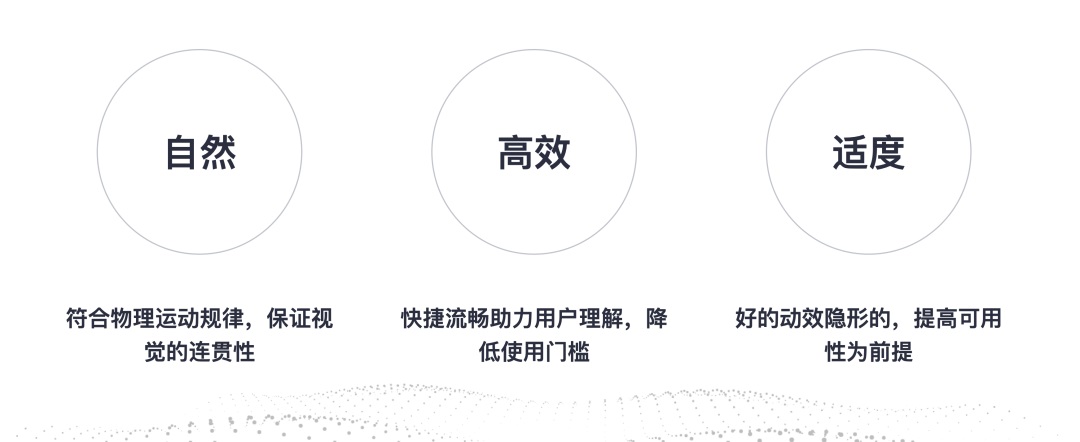 自然
高效
适度
符合物理运动规律，保证视
觉的连贯性
快捷流畅助力用户理解，降
低使用门槛
好的动效隐形的，提高可用
性为前提